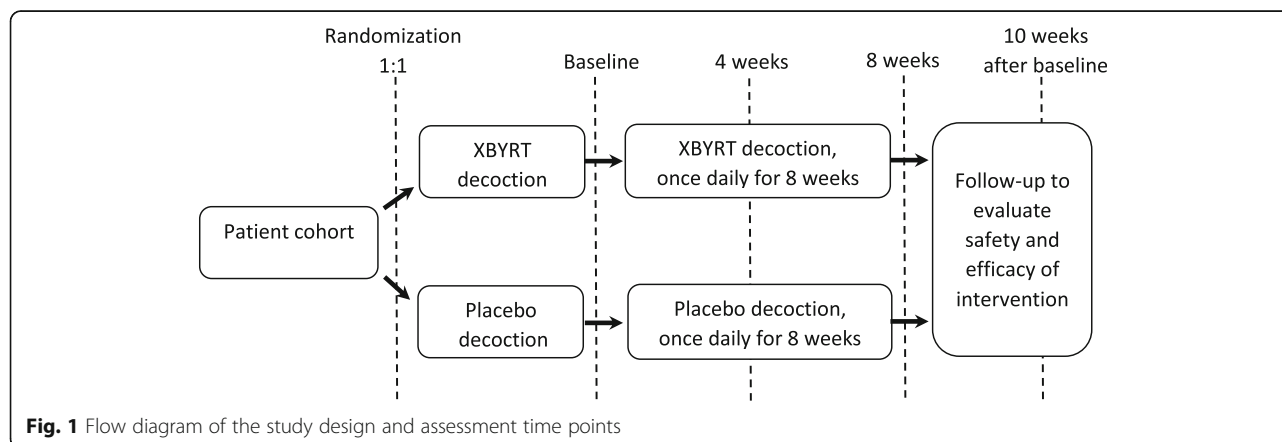 Randomization
1:1
Baseline
4 weeks
8 weeks
10 weeks
after baseline
XBYRT
decoction
XBYRT decoction,
once daily for 8 weeks
Patient cohort
Placebo
decoction
Placebo decoction,
once daily for 8 weeks
Follow-up to
evaluate
safety and
efficacy of
intervention
Fig. 1 Flow diagram of the study design and assessment time points